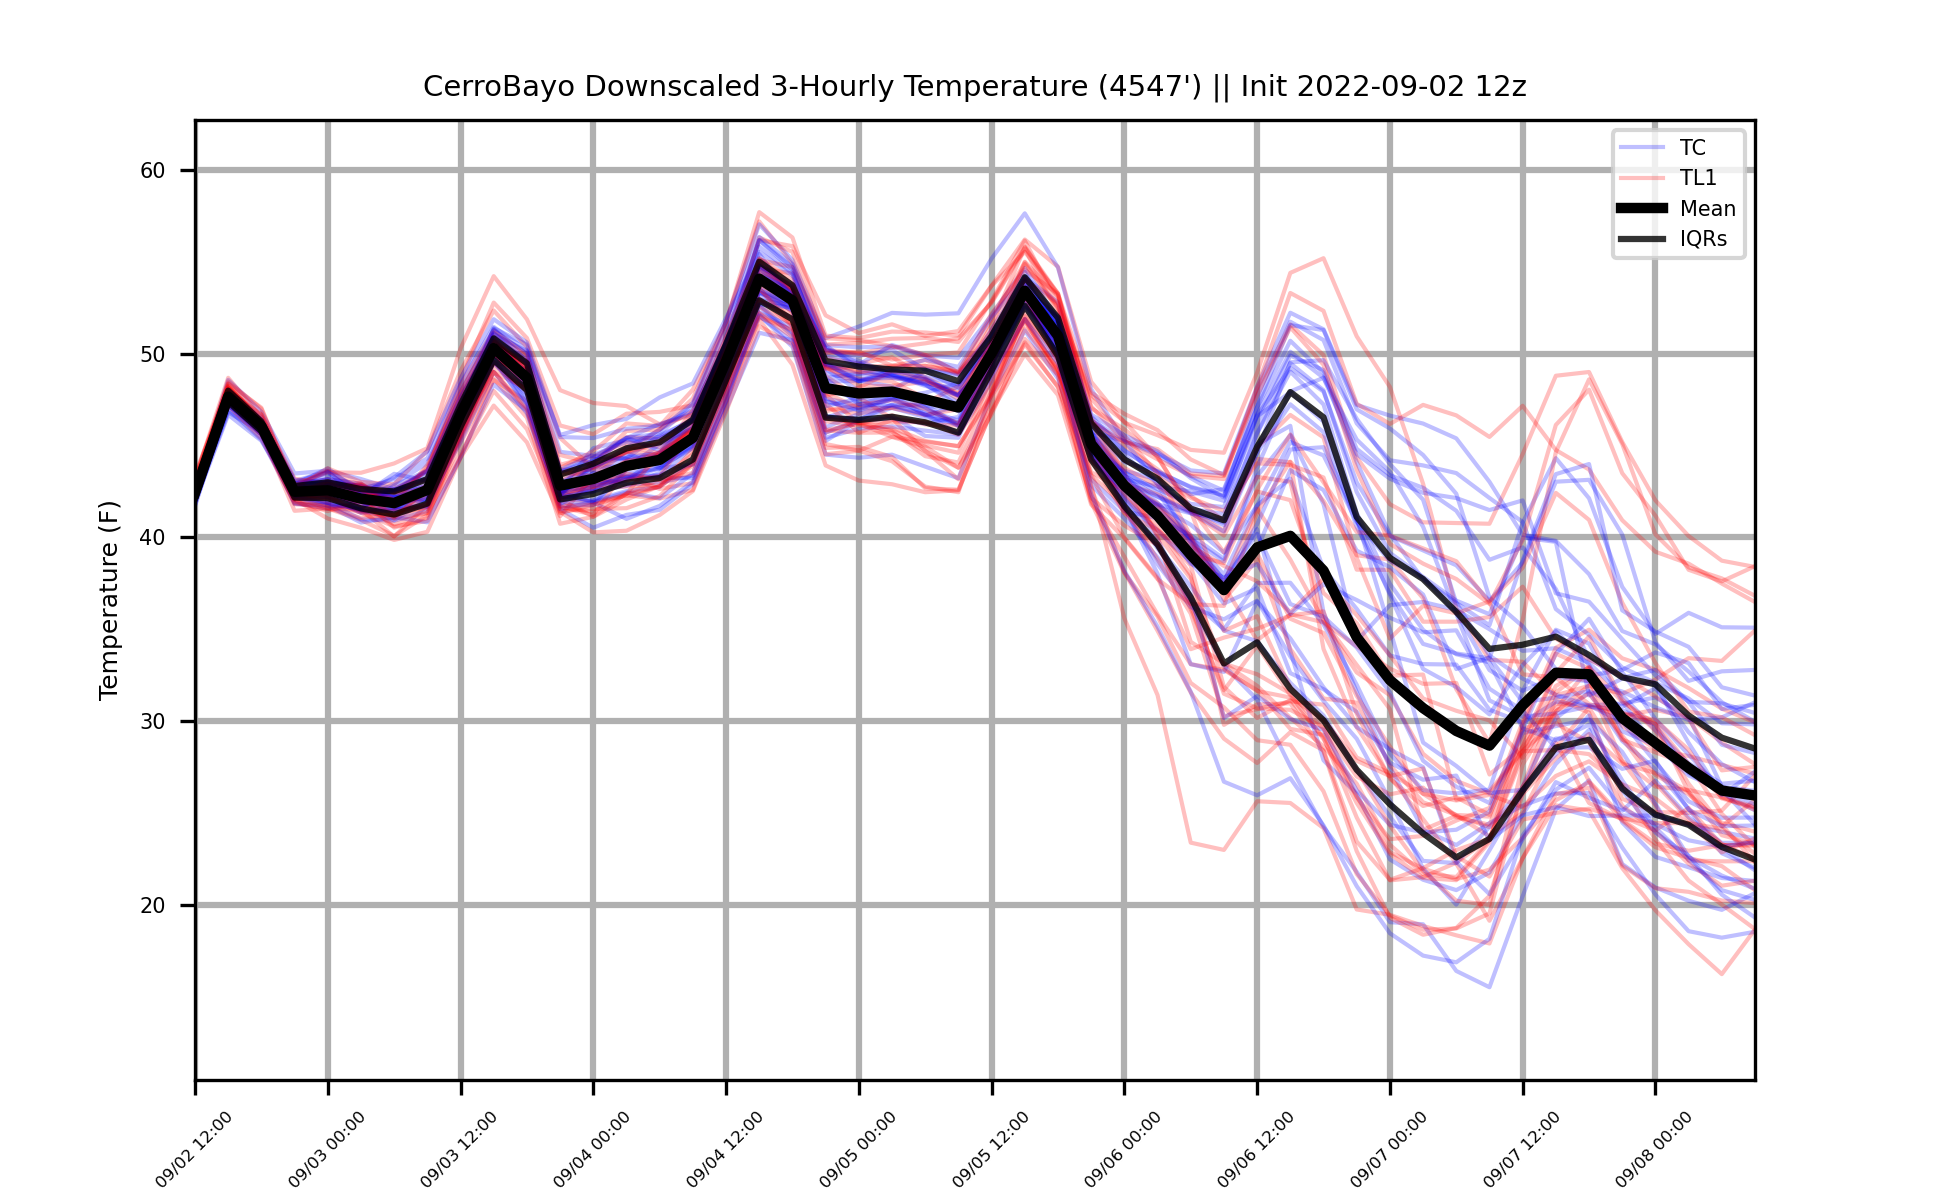 CerroBayo Downscaled 3-Hourly Temperature (4547') || Init 2022-09-02 12z
TC
TL1
Mean
IQRs
Temperature (F)
60
50
40
30
20
09/02 12:00
09/03 00:00
09/03 12:00
09/04 00:00
09/04 12:00
09/05 00:00
09/05 12:00
09/06 00:00
09/06 12:00
09/07 00:00
09/07 12:00
09/08 00:00